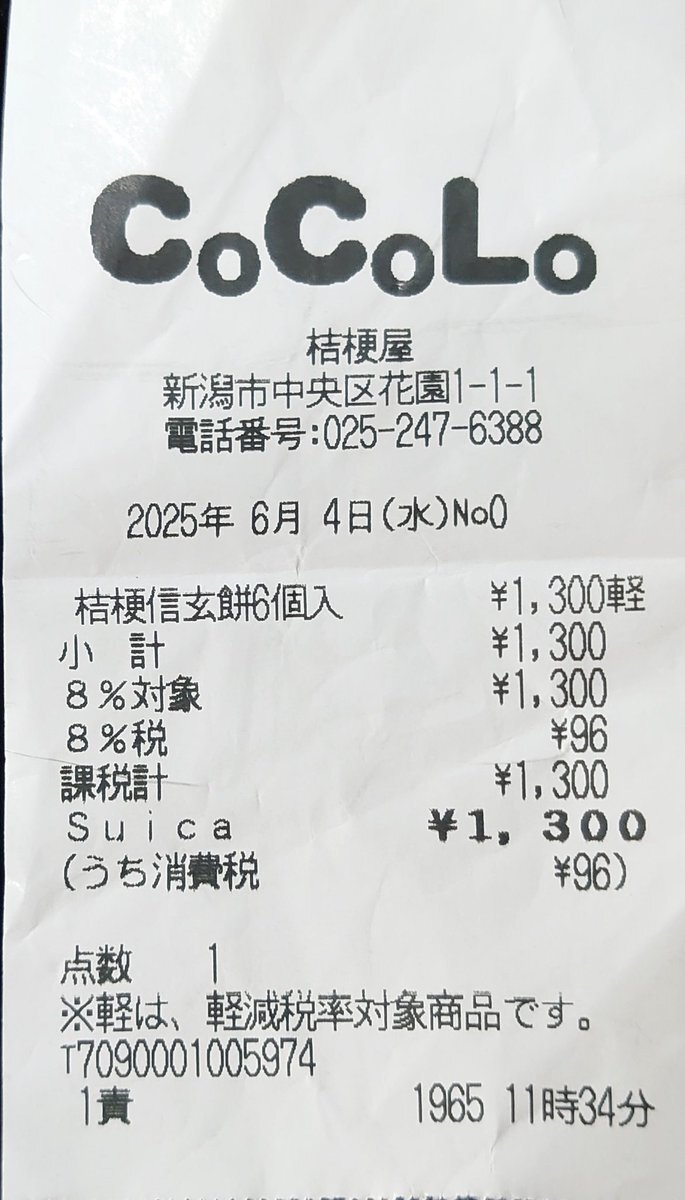 CoCoLo
桔梗屋
新潟市中央区花園1-1-1
電話番号:025-247-6388
2025年 6月 4日(水)No0
桔梗信玄餅6個入 ¥1,300軽
小 計 ¥1,300
8%対象 ¥1,300
8%税 ¥96
課税計 ¥1,300
Suica ¥1,300
(うち消費税 ¥96)
点数 1
※軽は、軽減税率対象商品です。
T7090001005974
1責 1965 11時34分